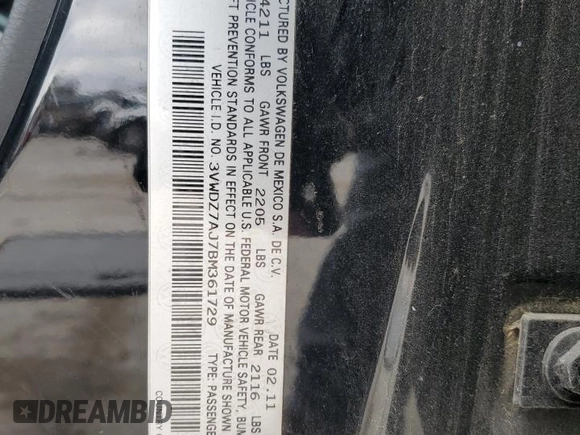 CTURED BY VOLKSWAGEN DE MEXICO S.A. DE C.V. DATE 02.11
4211 LBS GAWR FRONT 2205 LBS GAWR REAR 2116 LBS
HICLE CONFORMS TO ALL APPLICABLE U.S. FEDERAL MOTOR VEHICLE SAFETY, BUM
FT PREVENTION STANDARDS IN EFFECT ON THE DATE OF MANUFACTURE SHOWN
VEHICLE I.D. NO. 3VWDZ7AJ7BM361729 TYPE: PASSENGE
DREAMBID